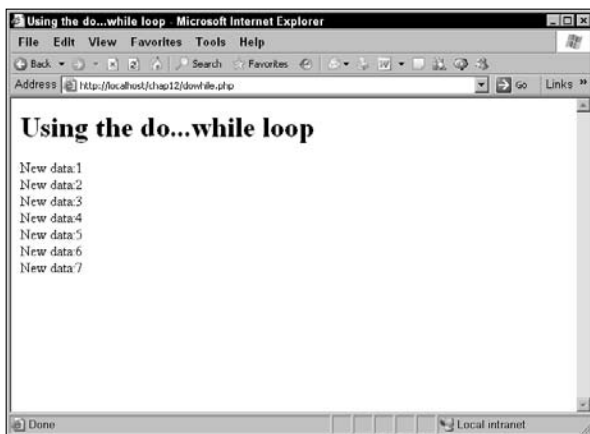 Using the do...while loop - Microsoft Internet Explorer
File Edit View Favorites Tools Help
Back Search Favorites
Address http://localhost/chap12/dowhile.php Go Links »
Using the do...while loop
New data:1
New data:2
New data:3
New data:4
New data:5
New data:6
New data:7
Done Local intranet